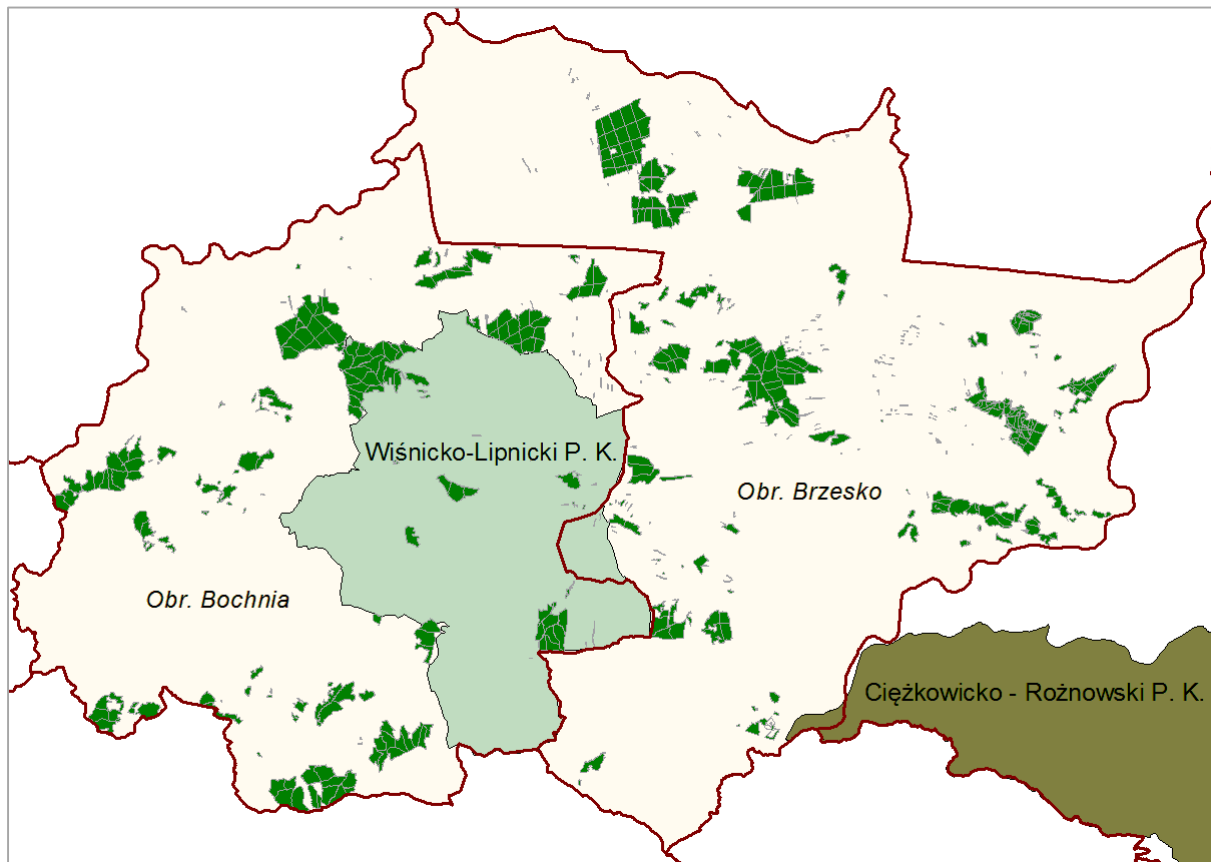 Wiśnicko-Lipnicki P. K.
Obr. Brzesko
Obr. Bochnia
Ciężkowicko - Rożnowski P. K.